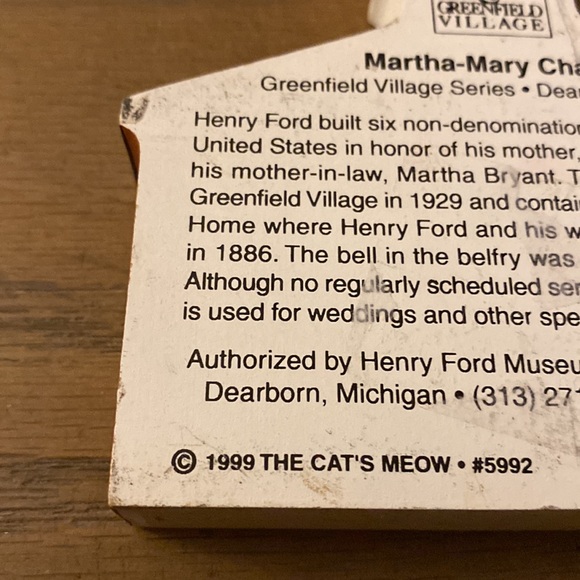 GREENFIELD
VILLAGE
Martha-Mary Cha
Greenfield Village Series • Dea
Henry Ford built six non-denominatio
United States in honor of his mother,
his mother-in-law, Martha Bryant. T
Greenfield Village in 1929 and contai
Home where Henry Ford and his w
in 1886. The bell in the belfry was
Although no regularly scheduled ser
is used for weddings and other spe
Authorized by Henry Ford Museu
Dearborn, Michigan • (313) 271
© 1999 THE CAT'S MEOW • #5992